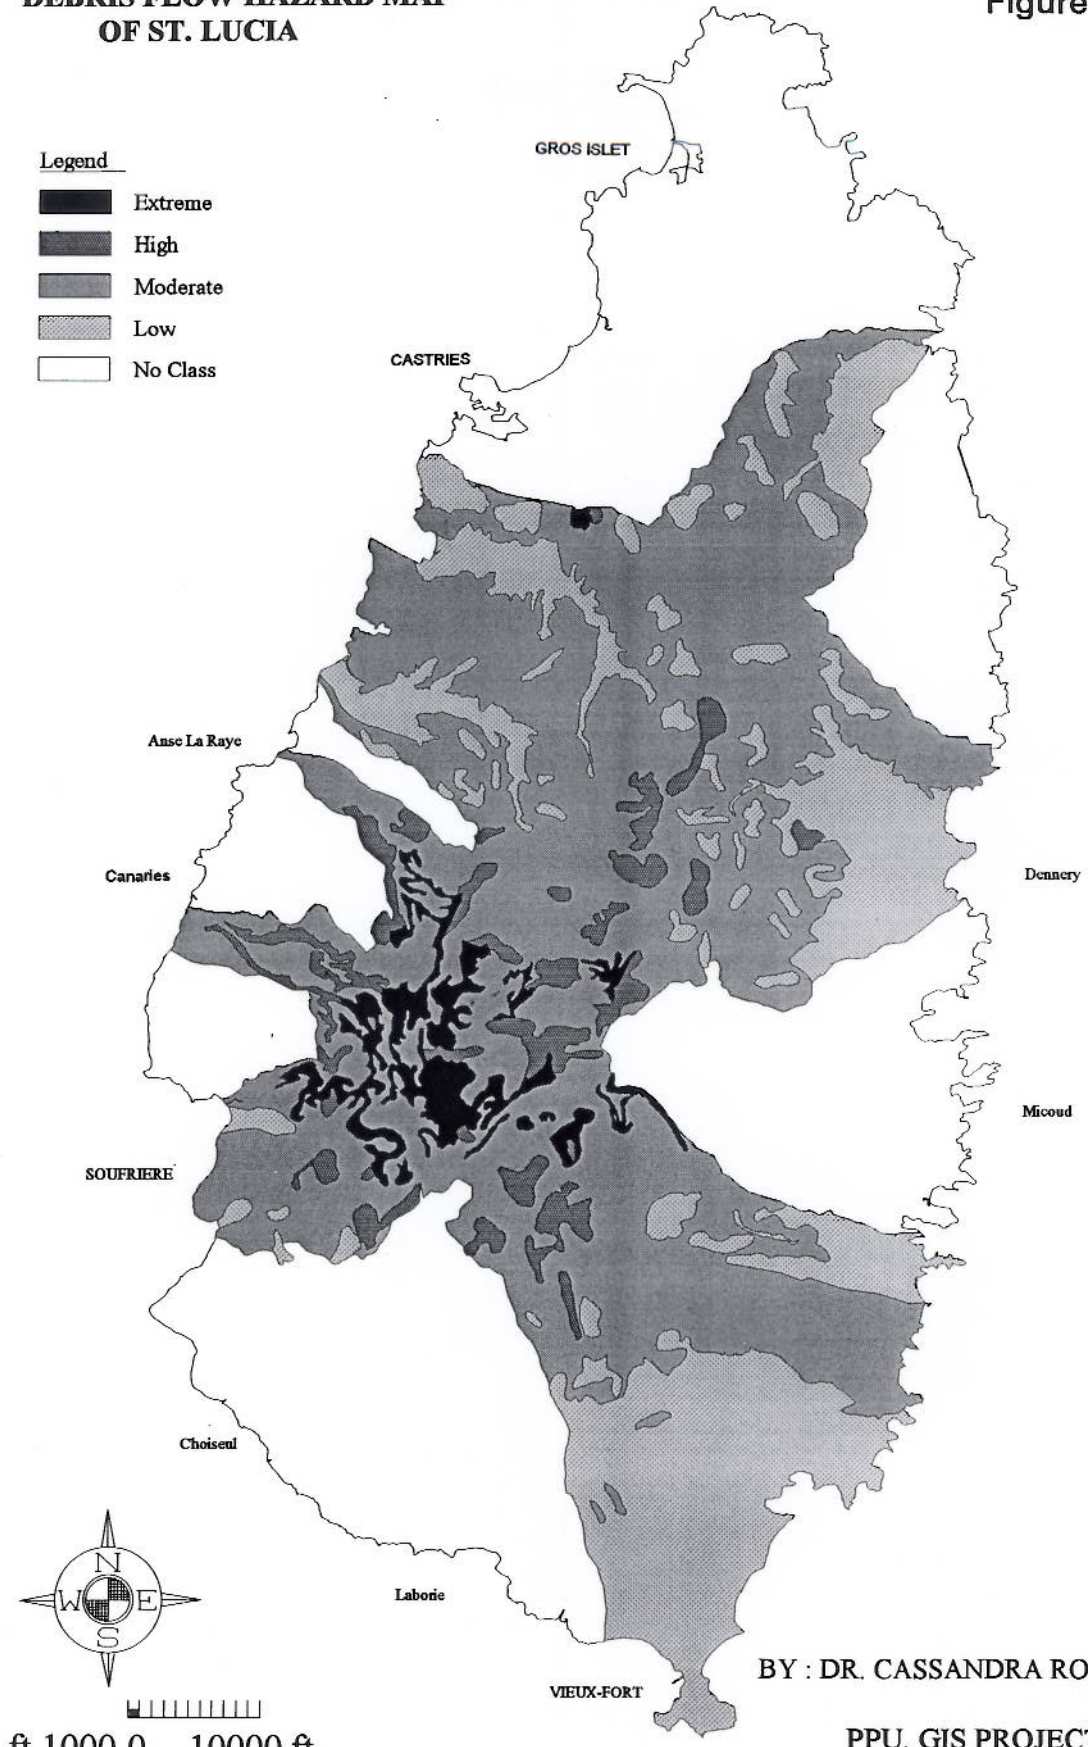 DEBRIS FLOW HAZARD MAP
OF ST. LUCIA
Figure
Legend
Extreme
High
Moderate
Low
No Class
GROS ISLET
CASTRIES
Anse La Raye
Canaries
Dennery
Micoud
SOUFRIERE
Choiseul
Laborie
VIEUX-FORT
N
W E
S
BY : DR. CASSANDRA RO
PPU, GIS PROJECT
ft 1000 0 10000 ft